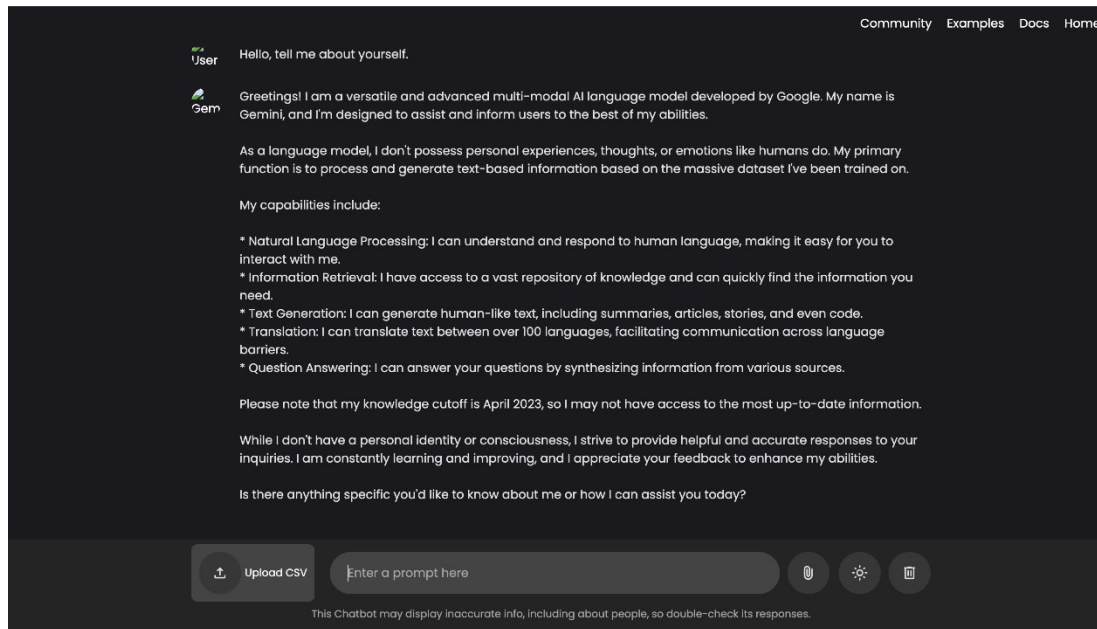 Community Examples Docs Home
User
Hello, tell me about yourself.
Gem
Greetings! I am a versatile and advanced multi-modal AI language model developed by Google. My name is
Gemini, and I'm designed to assist and inform users to the best of my abilities.
As a language model, I don't possess personal experiences, thoughts, or emotions like humans do. My primary
function is to process and generate text-based information based on the massive dataset I've been trained on.
My capabilities include:
* Natural Language Processing: I can understand and respond to human language, making it easy for you to
interact with me.
* Information Retrieval: I have access to a vast repository of knowledge and can quickly find the information you
need.
* Text Generation: I can generate human-like text, including summaries, articles, stories, and even code.
* Translation: I can translate text between over 100 languages, facilitating communication across language
barriers.
* Question Answering: I can answer your questions by synthesizing information from various sources.
Please note that my knowledge cutoff is April 2023, so I may not have access to the most up-to-date information.
While I don't have a personal identity or consciousness, I strive to provide helpful and accurate responses to your
inquiries. I am constantly learning and improving, and I appreciate your feedback to enhance my abilities.
Is there anything specific you'd like to know about me or how I can assist you today?
Upload CSV
Enter a prompt here
This Chatbot may display inaccurate info, including about people, so double-check its responses.